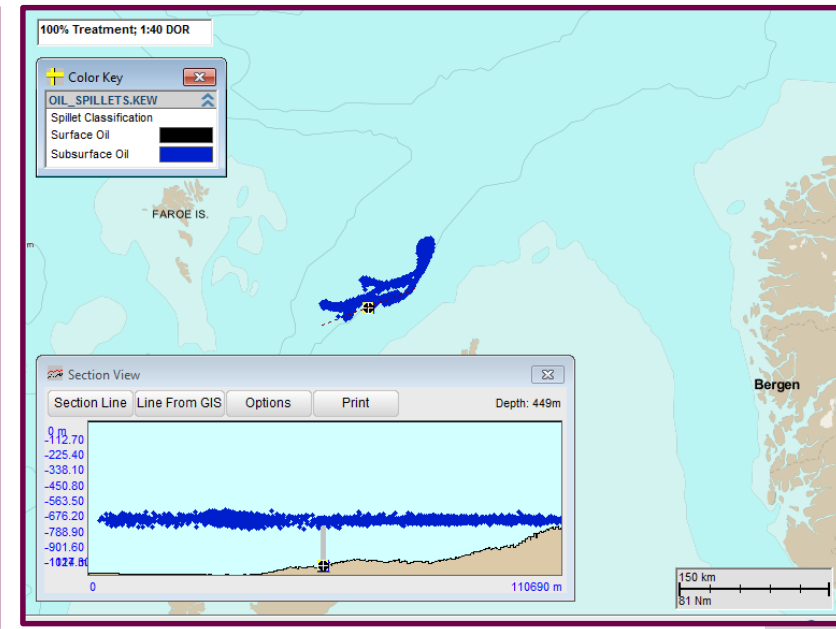 100% Treatment; 1:40 DOR
Color Key
OIL_SPILLETS.KEW
Spillet Classification
Surface Oil
Subsurface Oil
FAROE IS.
m
Bergen
Section View
Section Line Line From GIS Options Print Depth: 449m
0 m
-112.70
-225.40
-338.10
-450.80
-563.50
-676.20
-788.90
-901.60
0 110690 m
150 km
81 Nm